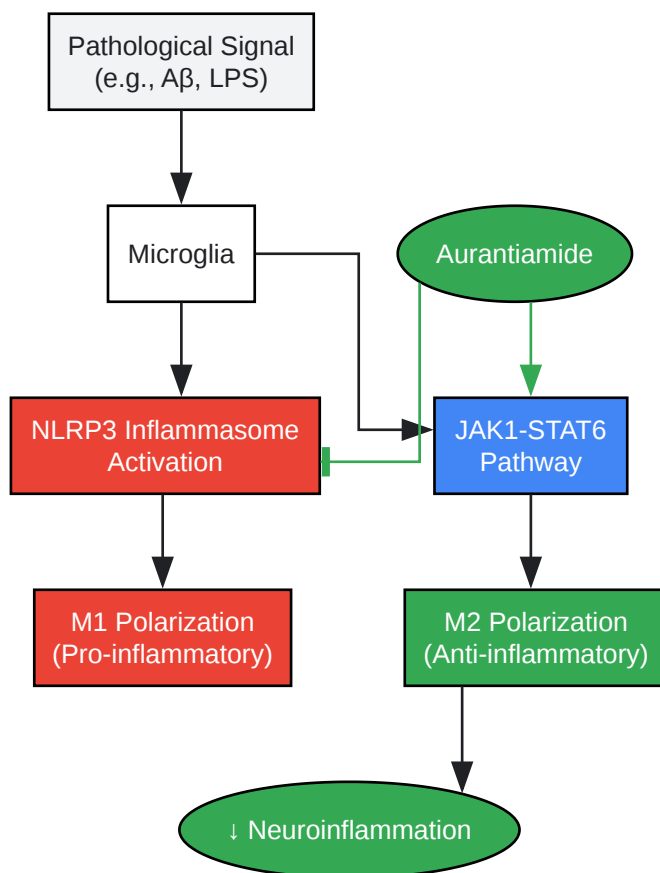 Pathological Signal
(e.g., Aβ, LPS)
Microglia
Aurantiamide
NLRP3 Inflammasome
Activation
JAK1-STAT6
Pathway
M1 Polarization
(Pro-inflammatory)
M2 Polarization
(Anti-inflammatory)
↓ Neuroinflammation